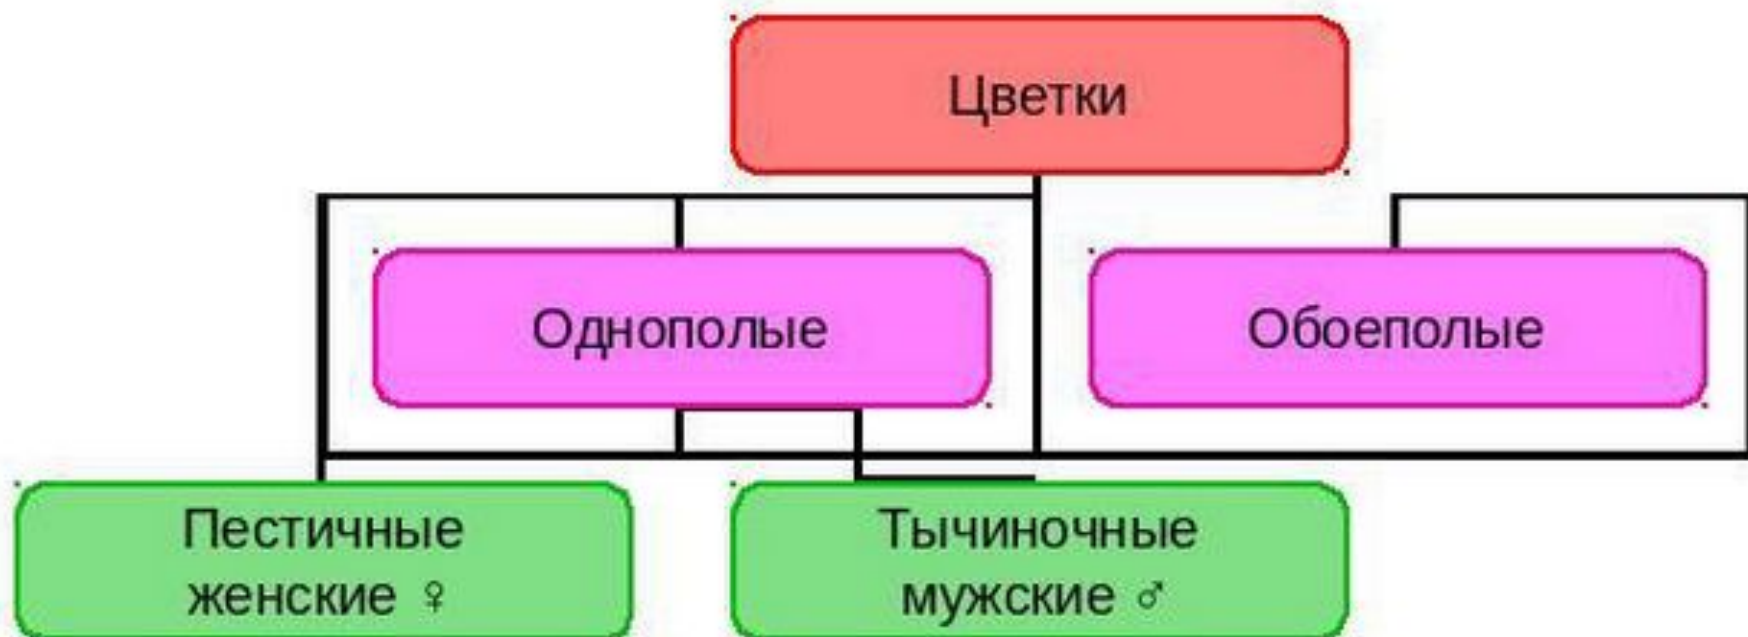 Цветки
Однополые
Обоеполые
Пестичные
женские ♀
Тычиночные
мужские ♂